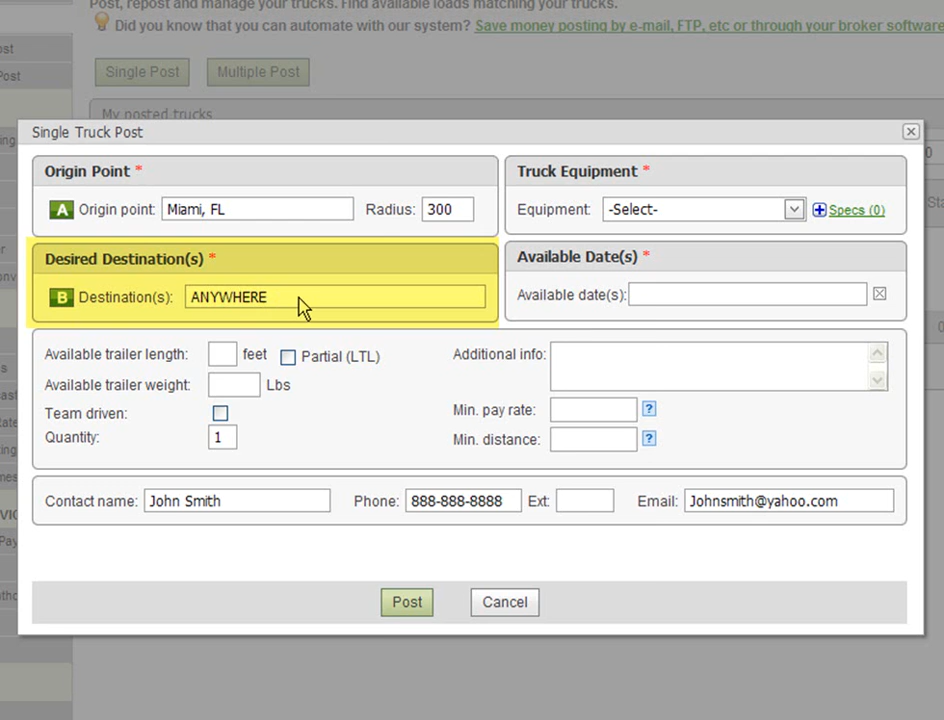 Post, repost and manage your trucks. Find available loads matching your trucks.
Did you know that you can automate with our system? Save money posting by e-mail, FTP, etc or through your broker software
Single Post Multiple Post
Post
My posted trucks
Single Truck Post
Origin Point *
Truck Equipment *
A Origin point: Miami, FL Radius: 300
Equipment: -Select- Specs (0)
Desired Destination(s) *
Available Date(s) *
B Destination(s): ANYWHERE
Available date(s):
Available trailer length: feet Partial (LTL)
Additional info:
Available trailer weight: Lbs
Team driven:
Min. pay rate: ?
Quantity: 1
Min. distance: ?
Contact name: John Smith Phone: 888-888-8888 Ext: Email: Johnsmith@yahoo.com
Post Cancel